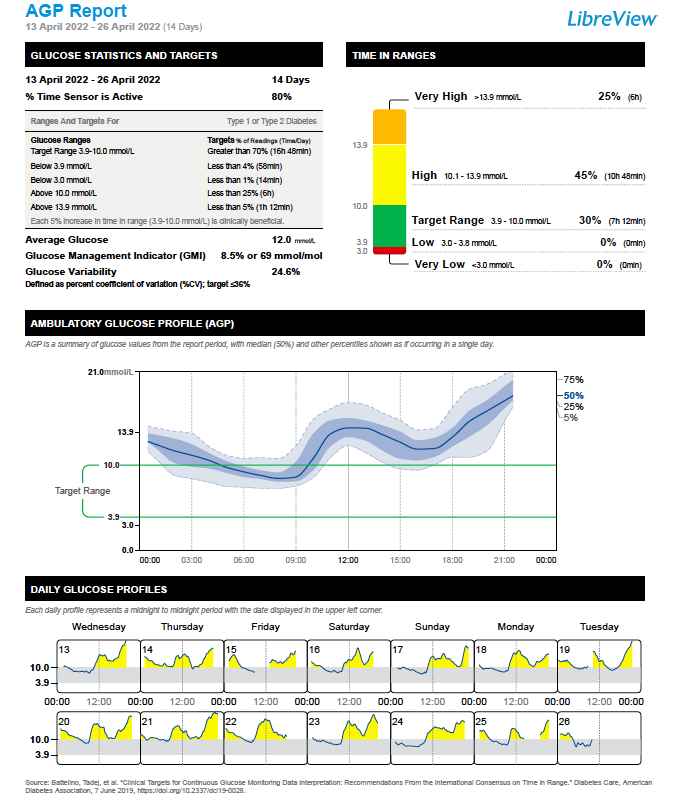 AGP Report
13 April 2022 - 26 April 2022 (14 Days)
LibreView
GLUCOSE STATISTICS AND TARGETS
13 April 2022 - 26 April 2022 14 Days
% Time Sensor is Active 80%
Ranges And Targets For Type 1 or Type 2 Diabetes
Glucose Ranges Targets % of Readings (Time/Day)
Target Range 3.9-10.0 mmol/L Greater than 70% (16h 48min)
Below 3.9 mmol/L Less than 4% (58min)
Below 3.0 mmol/L Less than 1% (14min)
Above 10.0 mmol/L Less than 25% (6h)
Above 13.9 mmol/L Less than 5% (1h 12min)
Each 5% increase in time in range (3.9-10.0 mmol/L) is clinically beneficial.
Average Glucose 12.0 mmol/L
Glucose Management Indicator (GMI) 8.5% or 69 mmol/mol
Glucose Variability 24.6%
Defined as percent coefficient of variation (%CV); target ≤36%
TIME IN RANGES
Very High >13.9 mmol/L 25% (6h)
13.9
High 10.1 - 13.9 mmol/L 45% (10h 48min)
10.0
Target Range 3.9 - 10.0 mmol/L 30% (7h 12min)
3.9
Low 3.0 - 3.8 mmol/L 0% (0min)
3.0
Very Low <3.0 mmol/L 0% (0min)
AMBULATORY GLUCOSE PROFILE (AGP)
AGP is a summary of glucose values from the report period, with median (50%) and other percentiles shown as if occurring in a single day.
21.0mmol/L
75%
50%
25%
5%
13.9
10.0
Target Range
3.9
3.0
0.0
00:00 03:00 06:00 09:00 12:00 15:00 18:00 21:00 00:00
DAILY GLUCOSE PROFILES
Each daily profile represents a midnight to midnight period with the date displayed in the upper left corner.
Wednesday Thursday Friday Saturday Sunday Monday Tuesday
13 14 15 16 17 18 19
10.0
3.9
00:00 12:00 00:00 12:00 00:00 12:00 00:00 12:00 00:00 12:00 00:00 12:00 00:00 12:00 00:00
20 21 22 23 24 25 26
10.0
3.9
Source: Battelino, Tadej, et al. "Clinical Targets for Continuous Glucose Monitoring Data Interpretation: Recommendations From the International Consensus on Time in Range." Diabetes Care, American
Diabetes Association, 7 June 2019, https://doi.org/10.2337/dci19-0028.